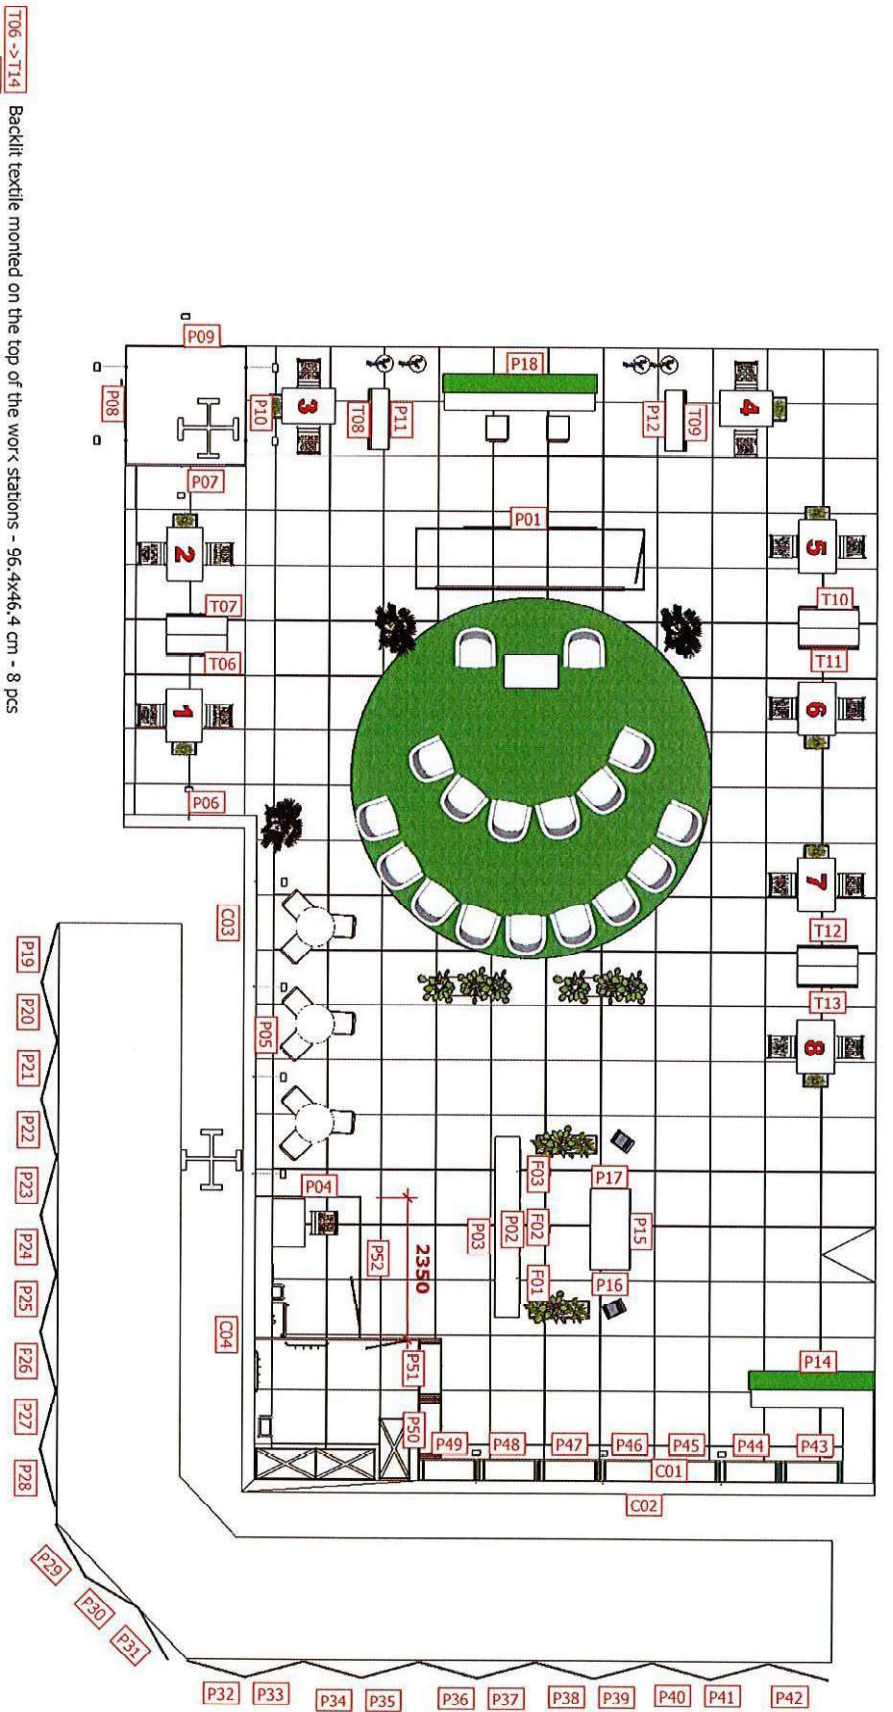 T06 ->T14 Backlit textile monted on the top of the work stations - 96.4x46.4 cm - 8 pcs
P09
P08
P10
3
T08
P11
P18
P12
T09
4
P07
2
P01
5
T07
T10
T06
T11
1
6
P06
C03
7
T12
T13
P05
8
P19
P20
P21
P22
P23
P24
P25
P26
P27
P28
P04
P52
2350
P03
P02
F03
F02
F01
P17
P15
P16
C04
P51
P50
P14
P49
P48
P47
P46
P45
P44
P43
C01
C02
P29
P30
P31
P32
P33
P34
P35
P36
P37
P38
P39
P40
P41
P42